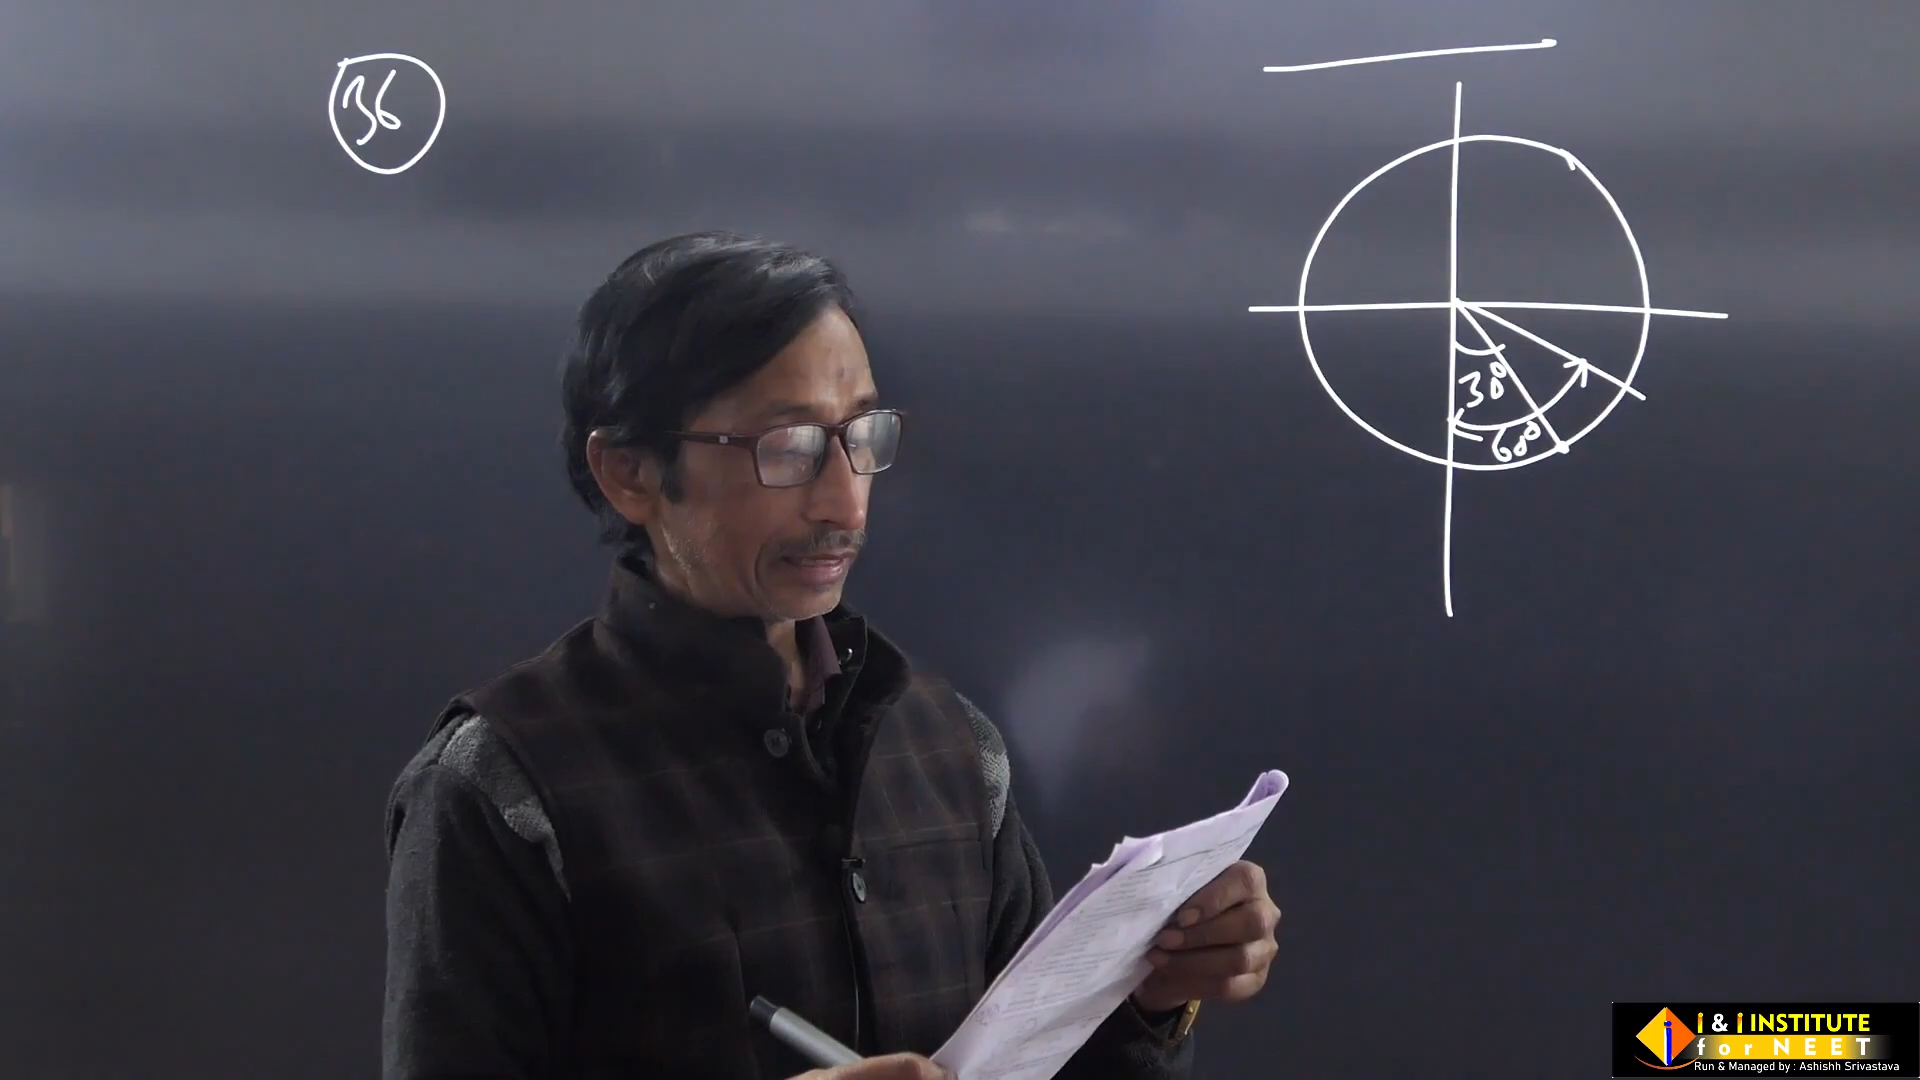 36
30°
60°
i & i INSTITUTE
for NEET
Run & Managed by : Ashishh Srivastava